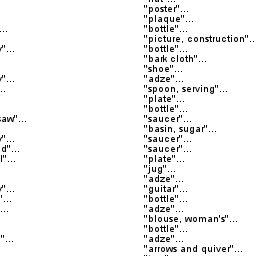 "poster"...
"plaque"...
... "bottle"...
"picture, construction"..
"... "bottle"...
"bark cloth"...
"shoe"...
"... "adze"...
.. "spoon, serving"...
"plate"...
"bottle"...
saw"... "saucer"...
"basin, sugar"...
"... "saucer"...
d"... "saucer"...
"... "plate"...
"jug"...
"adze"...
"... "guitar"...
"... "bottle"...
... "adze"...
"blouse, woman's"...
"bottle"...
"... "adze"...
"arrows and quiver"...